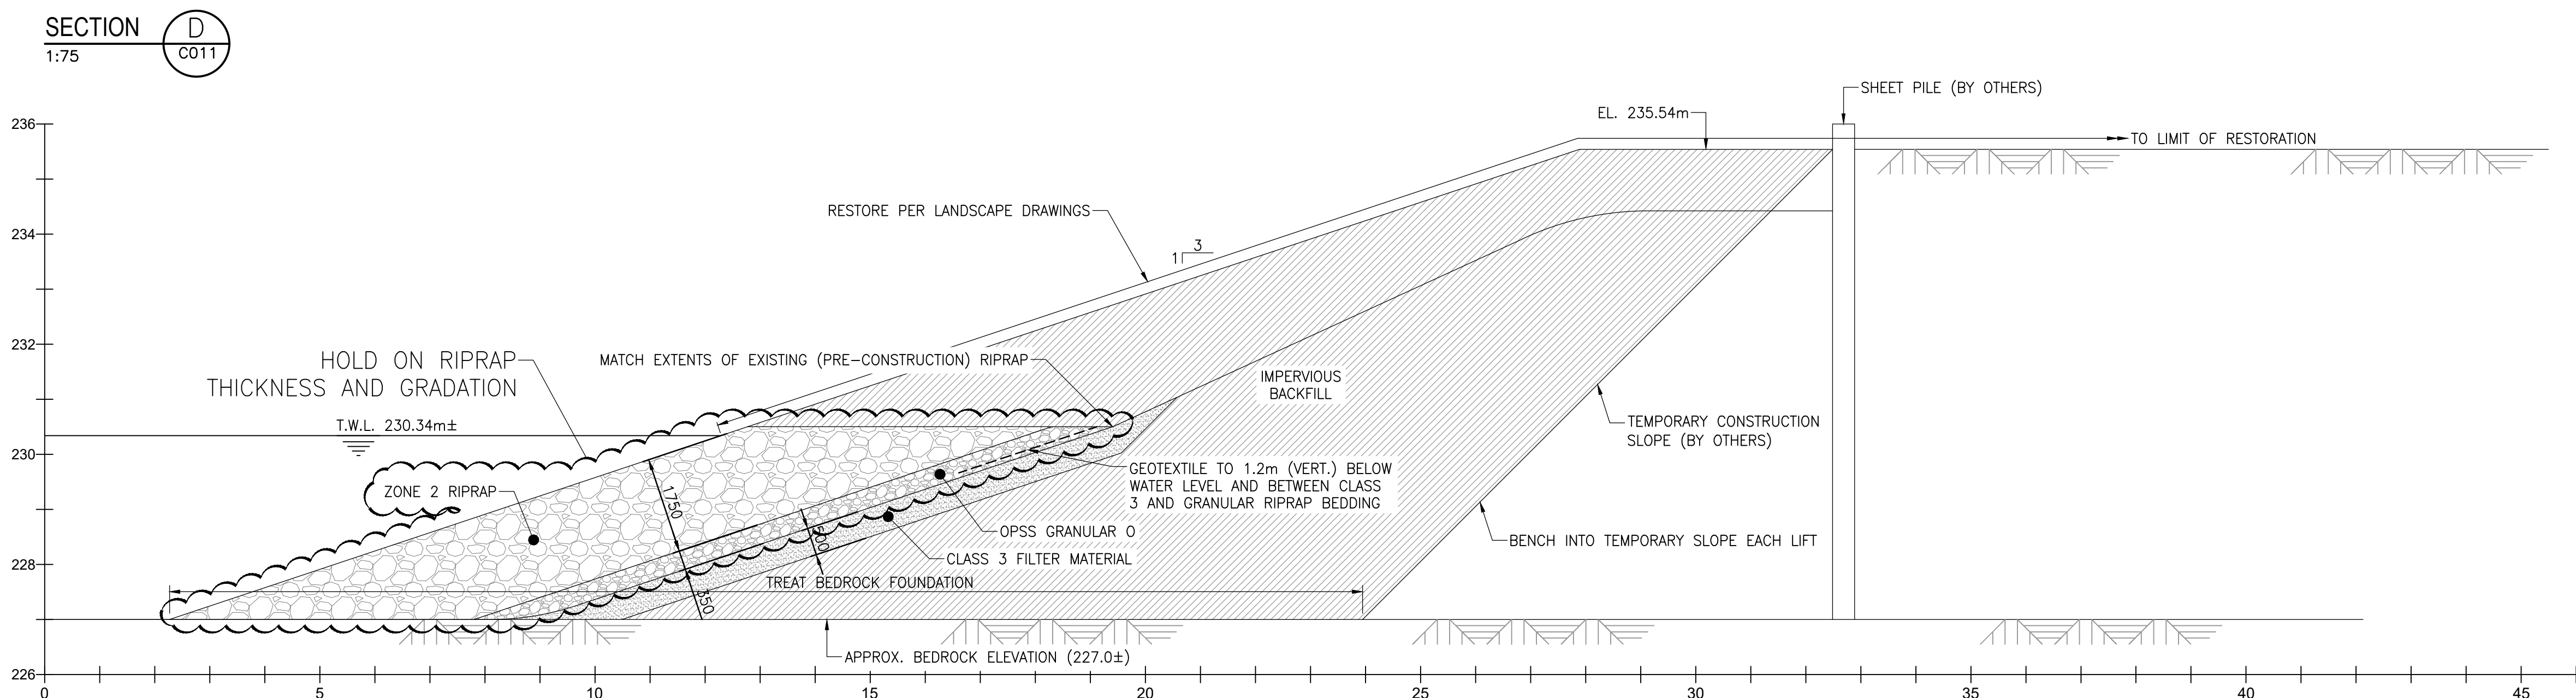 SECTION
1:75
D
C011
SHEET PILE (BY OTHERS)
EL. 235.54m
TO LIMIT OF RESTORATION
236
RESTORE PER LANDSCAPE DRAWINGS
234
3
1
232
HOLD ON RIPRAP
THICKNESS AND GRADATION
MATCH EXTENTS OF EXISTING (PRE-CONSTRUCTION) RIPRAP
IMPERVIOUS
BACKFILL
T.W.L. 230.34m±
TEMPORARY CONSTRUCTION
SLOPE (BY OTHERS)
230
GEOTEXTILE TO 1.2m (VERT.) BELOW
WATER LEVEL AND BETWEEN CLASS
3 AND GRANULAR RIPRAP BEDDING
ZONE 2 RIPRAP
1750
500
OPSS GRANULAR O
BENCH INTO TEMPORARY SLOPE EACH LIFT
CLASS 3 FILTER MATERIAL
228
TREAT BEDROCK FOUNDATION
350
APPROX. BEDROCK ELEVATION (227.0±)
226
0 5 10 15 20 25 30 35 40 45